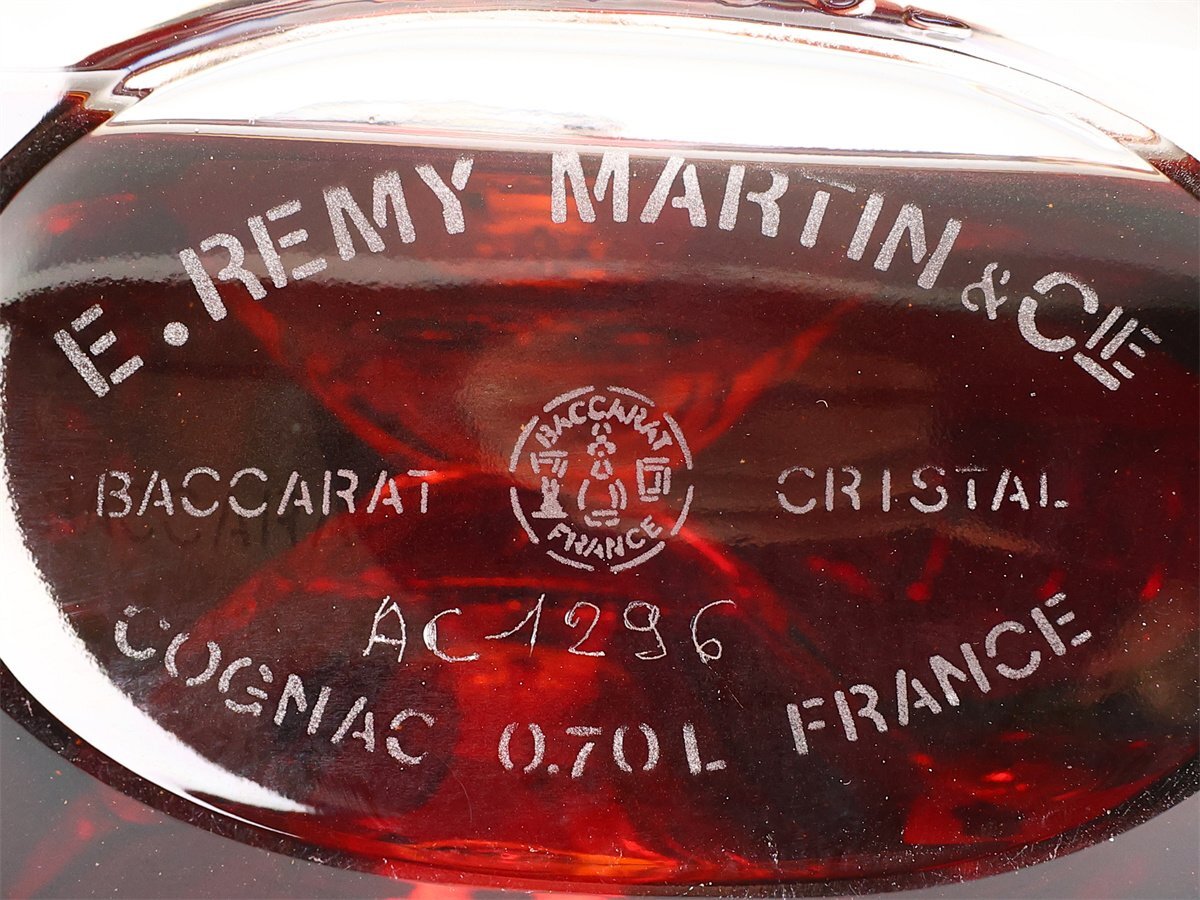 E. REMY MARTIN & CIE
BACCARAT
BACCARAT
FRANCE
CRISTAL
AC 1296
COGNAC 0.70 L FRANCE